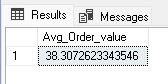 Results Messages
Avg_Order_value
1 38.3072623343546